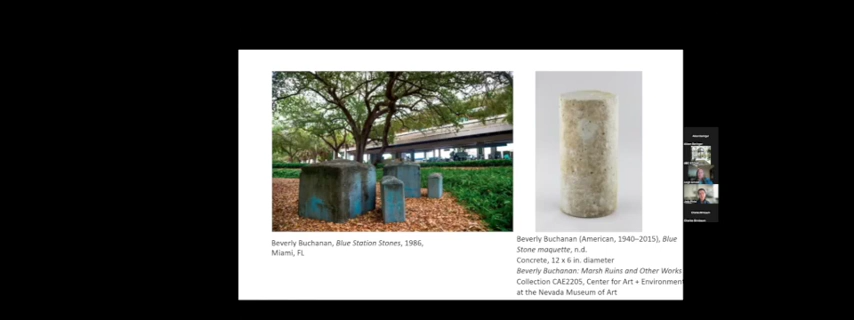 Beverly Buchanan, Blue Station Stones, 1986,
Miami, FL
Beverly Buchanan (American, 1940–2015), Blue
Stone maquette, n.d.
Concrete, 12 x 6 in. diameter
Beverly Buchanan: Marsh Ruins and Other Works
Collection CAE2205, Center for Art + Environment
at the Nevada Museum of Art